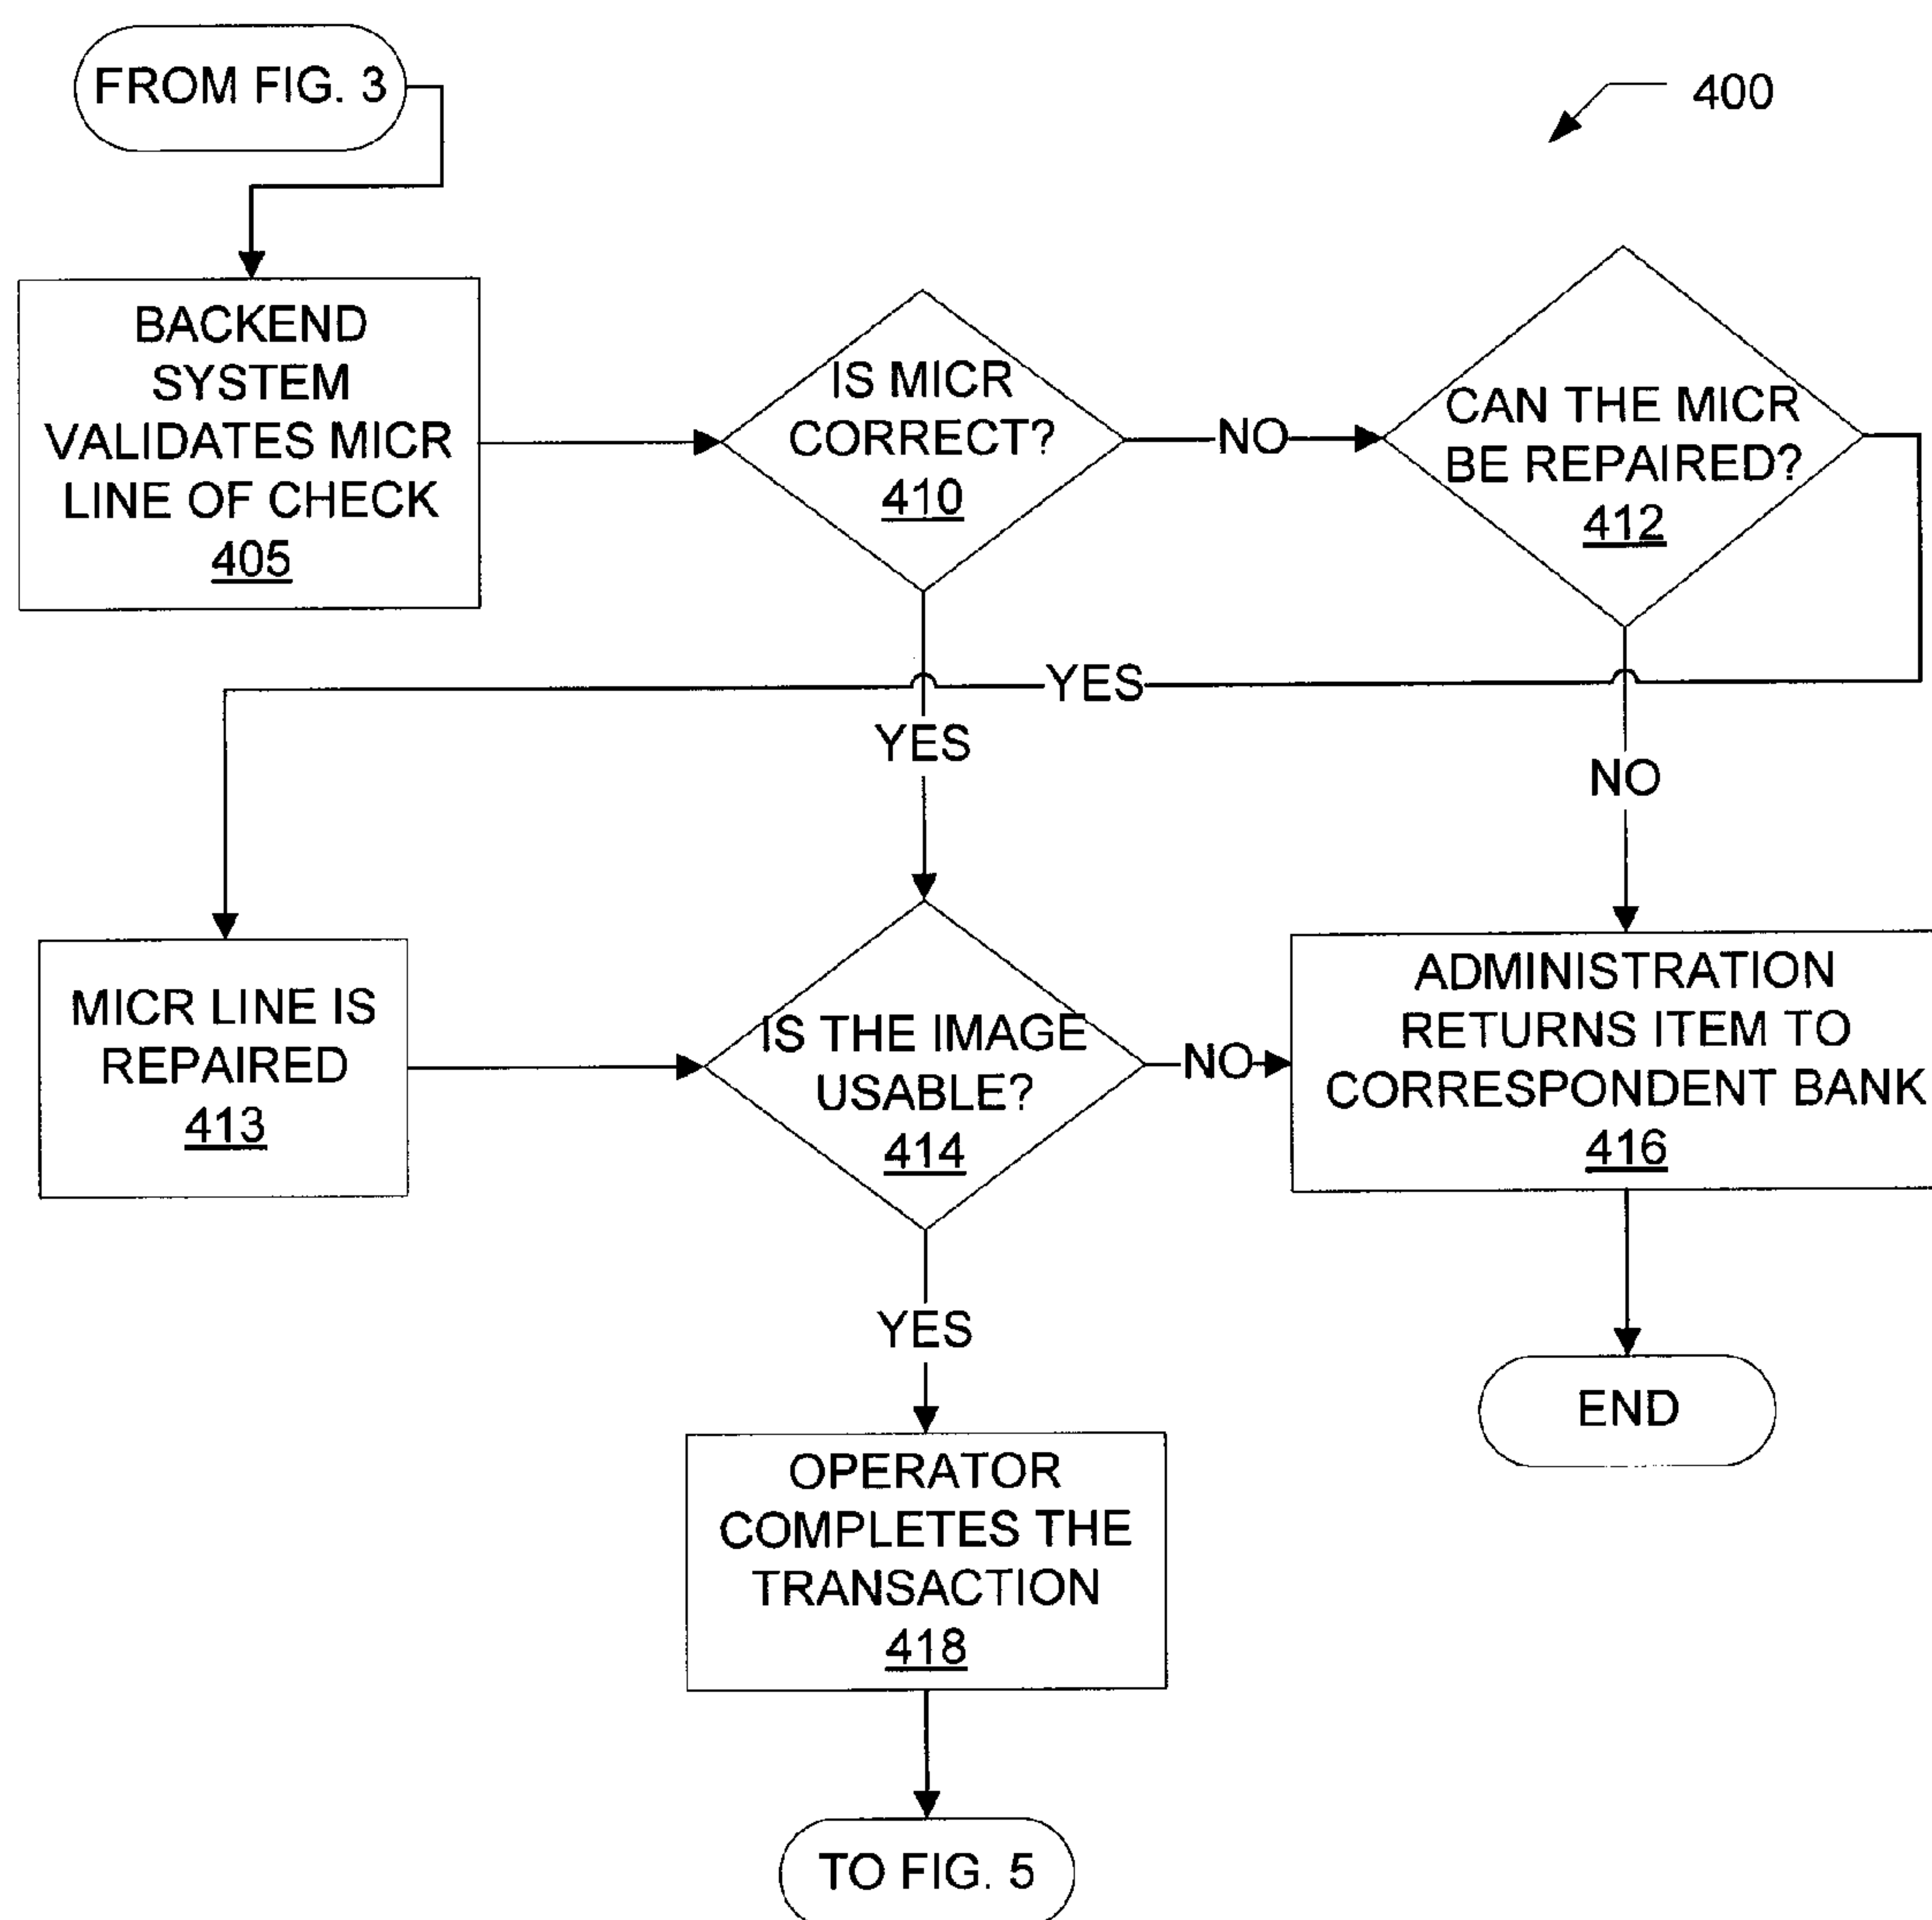 FROM FIG. 3
400
BACKEND
SYSTEM
VALIDATES MICR
LINE OF CHECK
405
IS MICR
CORRECT?
410
NO
CAN THE MICR
BE REPAIRED?
412
YES
YES
NO
MICR LINE IS
REPAIRED
413
IS THE IMAGE
USABLE?
414
NO
ADMINISTRATION
RETURNS ITEM TO
CORRESPONDENT BANK
416
YES
END
OPERATOR
COMPLETES THE
TRANSACTION
418
TO FIG. 5